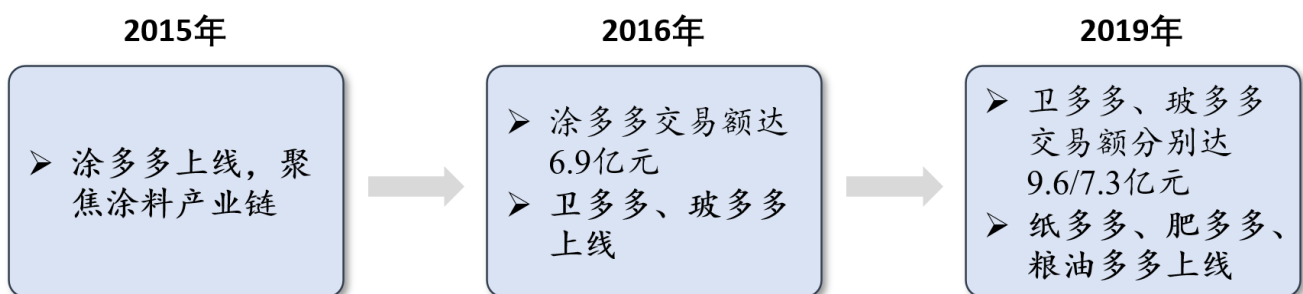 2015年
涂多多上线，聚
焦涂料产业链
2016年
涂多多交易额达
6.9亿元
卫多多、玻多多
上线
2019年
卫多多、玻多多
交易额分别达
9.6/7.3亿元
纸多多、肥多多、
粮油多多上线